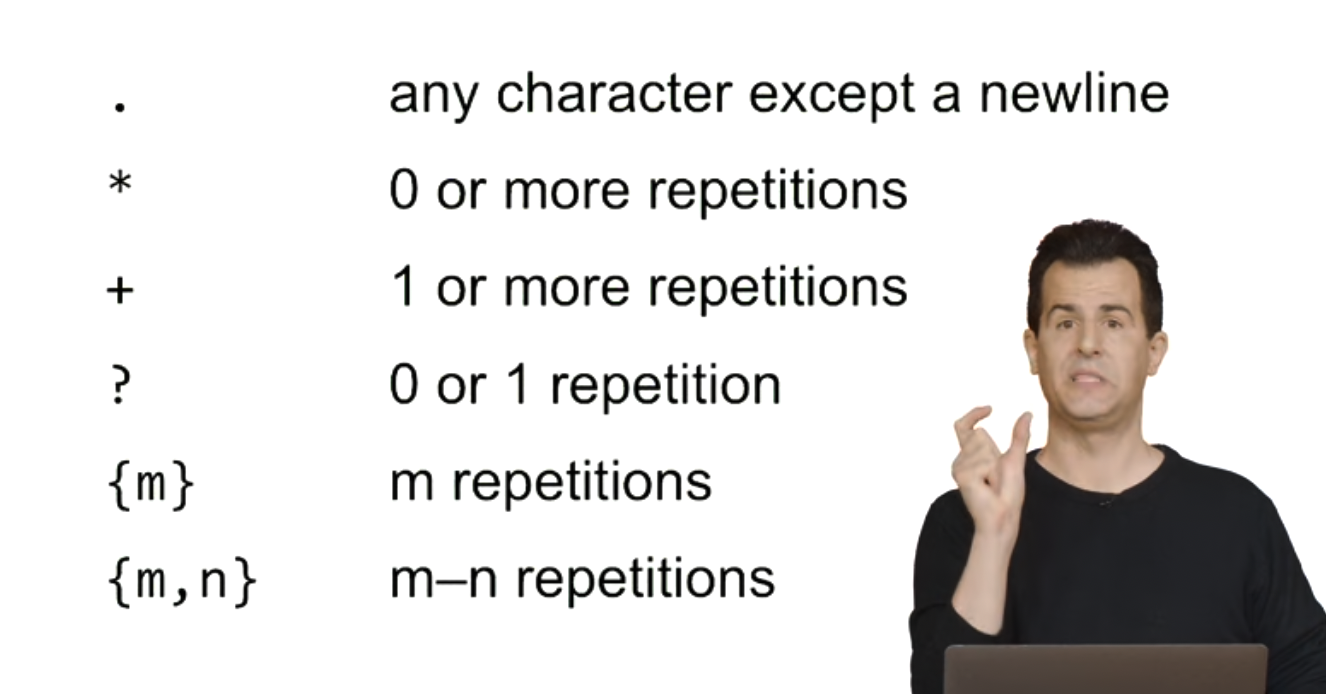 . any character except a newline
* 0 or more repetitions
+ 1 or more repetitions
? 0 or 1 repetition
{m} m repetitions
{m,n} m–n repetitions